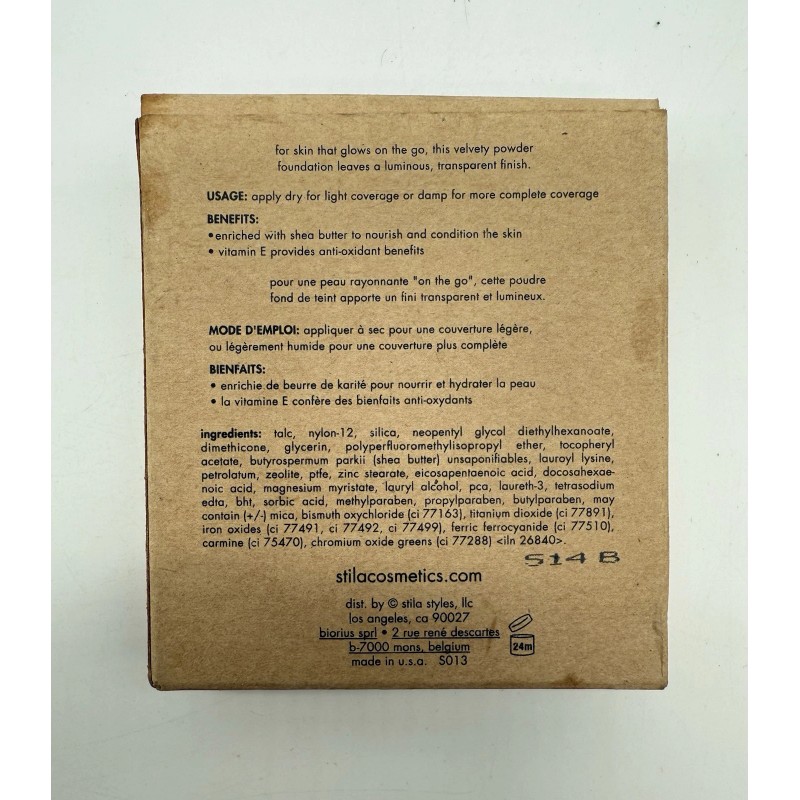 for skin that glows on the go, this velvety powder
foundation leaves a luminous, transparent finish.
USAGE: apply dry for light coverage or damp for more complete coverage
BENEFITS:
• enriched with shea butter to nourish and condition the skin
• vitamin E provides anti-oxidant benefits
pour une peau rayonnante "on the go", cette poudre
fond de teint apporte un fini transparent et lumineux.
MODE D'EMPLOI: appliquer à sec pour une couverture légère,
ou légèrement humide pour une couverture plus complète
BIENFAITS:
• enrichie de beurre de karité pour nourrir et hydrater la peau
• la vitamine E confère des bienfaits anti-oxydants
ingredients: talc, nylon-12, silica, neopentyl glycol diethylhexanoate,
dimethicone, glycerin, polyperfluoromethylisopropyl ether, tocopheryl
acetate, butyrospermum parkii (shea butter) unsaponifiables, lauroyl lysine,
petrolatum, zeolite, ptfe, zinc stearate, eicosapentaenoic acid, docosahexae-
noic acid, magnesium myristate, lauryl alcohol, pca, laureth-3, tetrasodium
edta, bht, sorbic acid, methylparaben, propylparaben, butylparaben, may
contain (+/-) mica, bismuth oxychloride (ci 77163), titanium dioxide (ci 77891),
iron oxides (ci 77491, ci 77492, ci 77499), ferric ferrocyanide (ci 77510),
carmine (ci 75470), chromium oxide greens (ci 77288) <iln 26840>.
S14 B
stilacosmetics.com
dist. by © stila styles, llc
los angeles, ca 90027
biorius sprl • 2 rue rené descartes
b-7000 mons, belgium
24m
made in u.s.a. S013